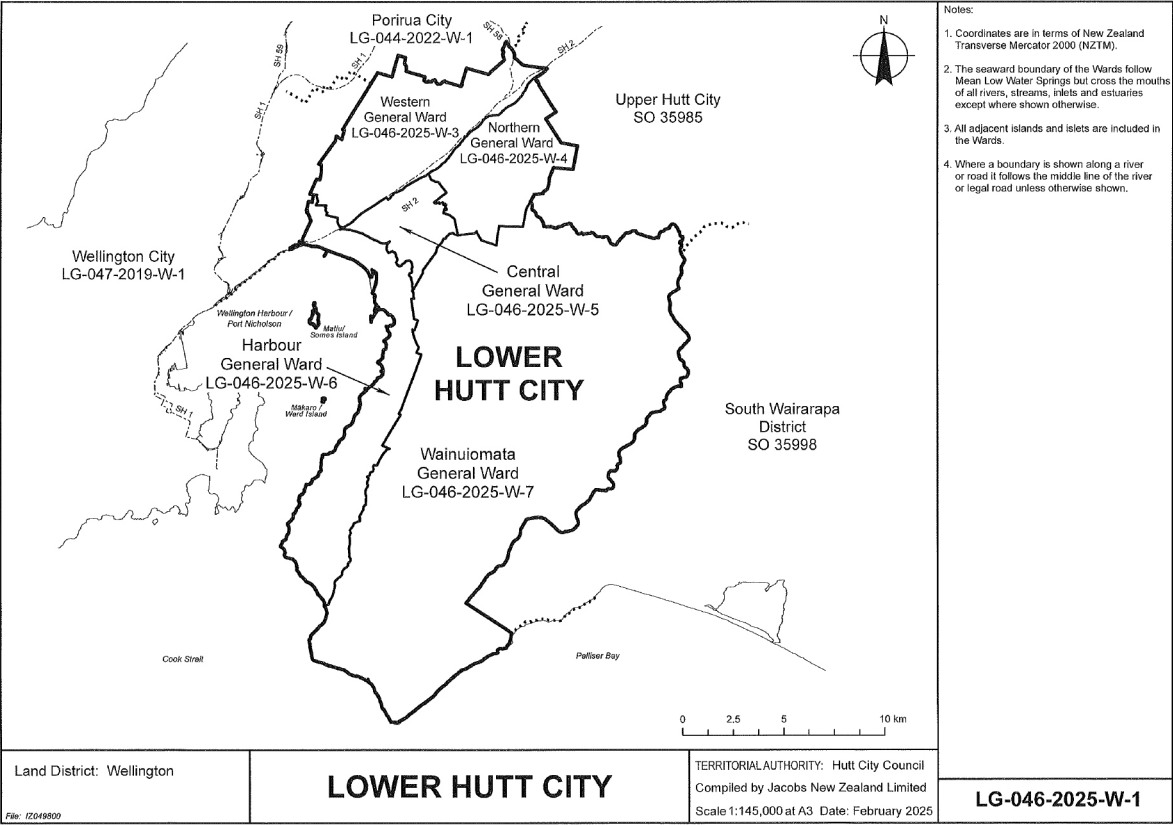 Porirua City
LG-044-2022-W-1
SH 59
SH 1
SH 58
SH 2
N
SH 1
Western
General Ward
LG-046-2025-W-3
Northern
General Ward
LG-046-2025-W-4
Upper Hutt City
SO 35985
SH 2
Wellington City
LG-047-2019-W-1
Central
General Ward
LG-046-2025-W-5
Wellington Harbour /
Port Nicholson
Matiu/
Somes Island
Harbour
General Ward
LG-046-2025-W-6
LOWER
HUTT CITY
Mākaro /
Ward Island
SH 1
South Wairarapa
District
SO 35998
Wainuiomata
General Ward
LG-046-2025-W-7
Cook Strait
Palliser Bay
0 2.5 5 10 km
Notes:
1. Coordinates are in terms of New Zealand
Transverse Mercator 2000 (NZTM).
2. The seaward boundary of the Wards follow
Mean Low Water Springs but cross the mouths
of all rivers, streams, inlets and estuaries
except where shown otherwise.
3. All adjacent islands and islets are included in
the Wards.
4. Where a boundary is shown along a river
or road it follows the middle line of the river
or legal road unless otherwise shown.
Land District: Wellington
File: IZ049800
LOWER HUTT CITY
TERRITORIAL AUTHORITY: Hutt City Council
Compiled by Jacobs New Zealand Limited
Scale 1:145,000 at A3 Date: February 2025
LG-046-2025-W-1